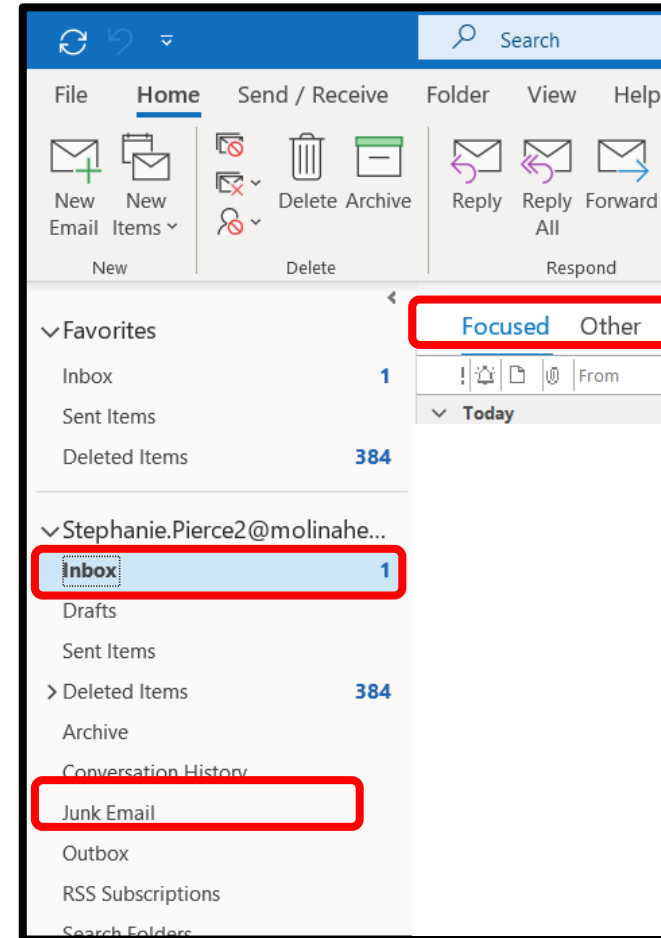 Search
File Home Send / Receive Folder View Help
New Email
New Items
Delete
Archive
Reply
Reply All
Forward
New
Delete
Respond
Favorites
Inbox 1
Sent Items
Deleted Items 384
Stephanie.Pierce2@molinahe...
Inbox 1
Drafts
Sent Items
Deleted Items 384
Archive
Conversation History
Junk Email
Outbox
RSS Subscriptions
Search Folders
Focused Other
! From
Today